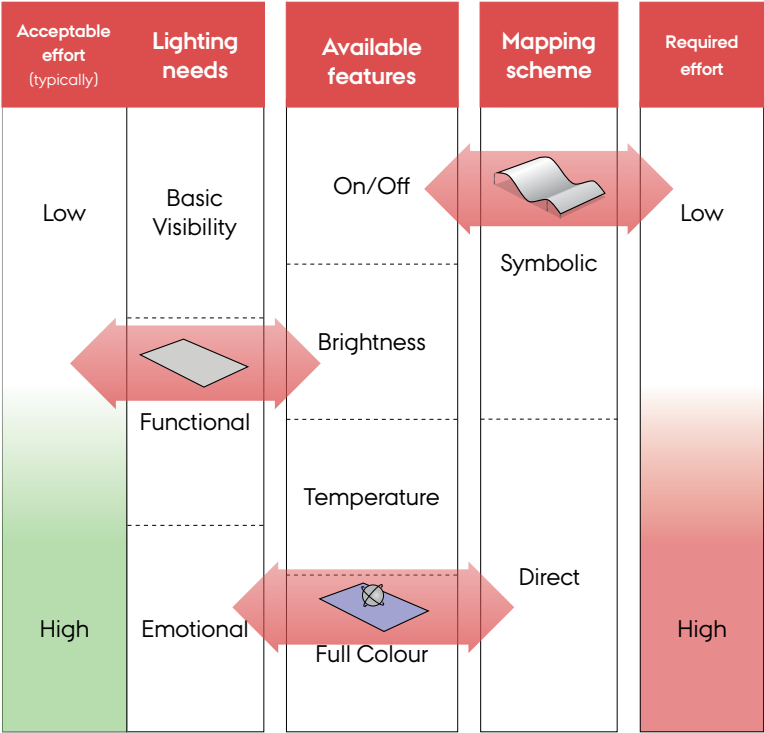 Acceptable
effort
(typically)
Lighting
needs
Available
features
Mapping
scheme
Required
effort
Low
Basic
Visibility
On/Off
Symbolic
Low
Brightness
Functional
Temperature
Direct
High
Emotional
Full Colour
High